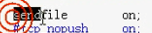 sendfile on;
#tcp_nopush on;